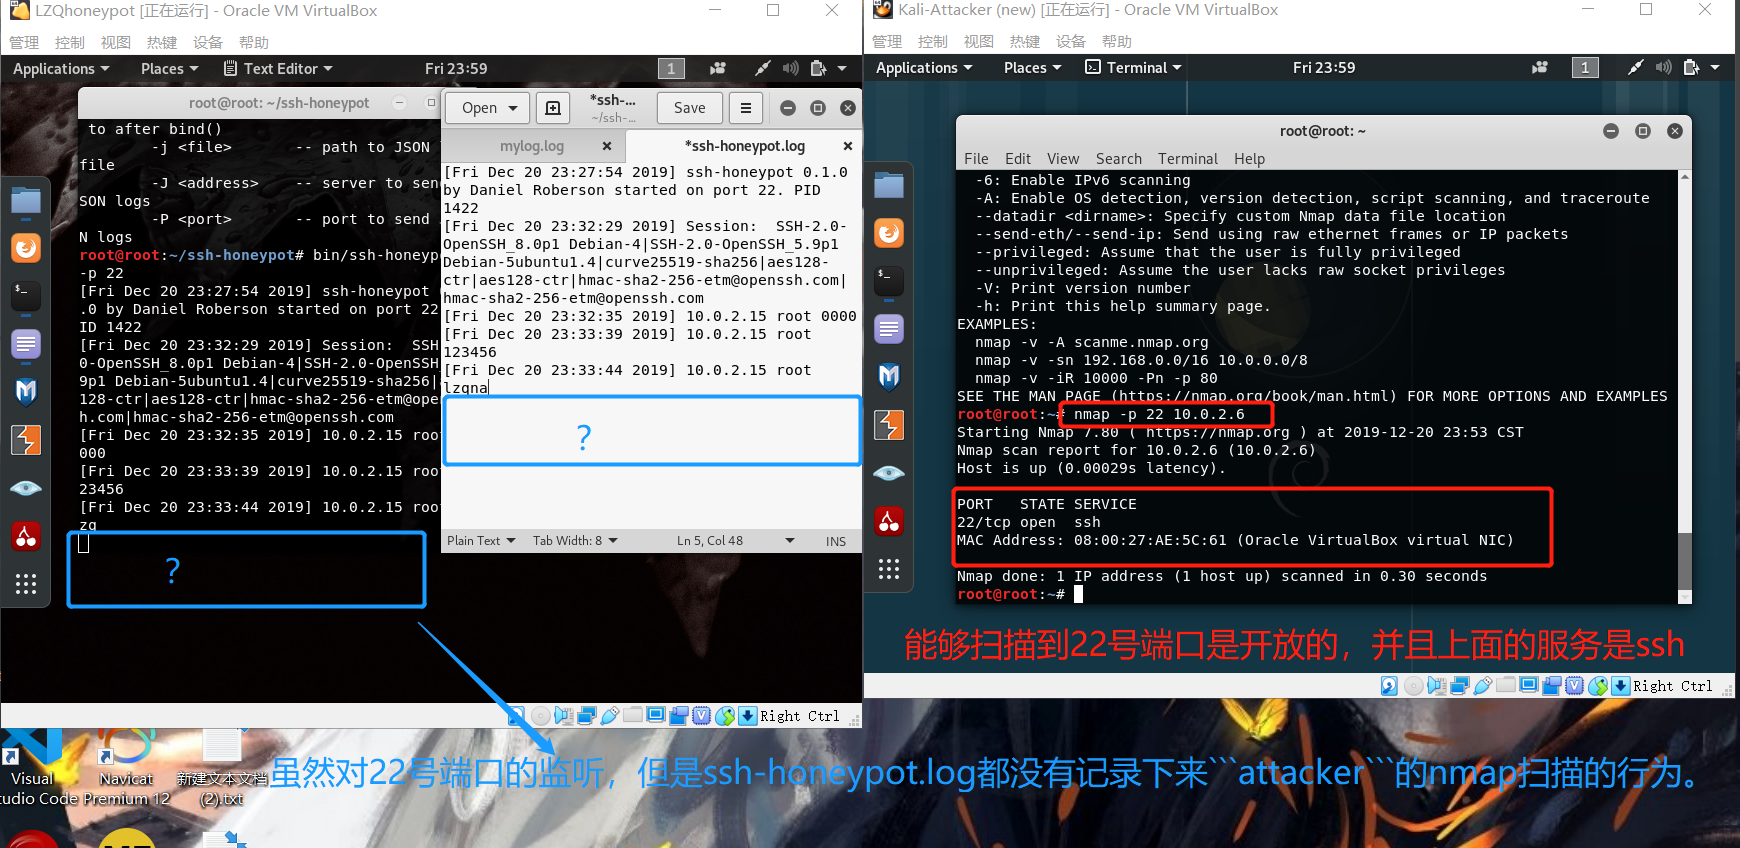 LZQhoneypot [正在运行] - Oracle VM VirtualBox
管理 控制 视图 热键 设备 帮助
Applications Places Text Editor Fri 23:59 1
root@root: ~/ssh-honeypot
to after bind()
-j <file> -- path to JSON
file
-J <address> -- server to sen
SON logs
-P <port> -- port to send
N logs
root@root:~/ssh-honeypot# bin/ssh-honeyp
-p 22
[Fri Dec 20 23:27:54 2019] ssh-honeypot
.0 by Daniel Roberson started on port 22
ID 1422
[Fri Dec 20 23:32:29 2019] Session: SSH
0-OpenSSH_8.0p1 Debian-4|SSH-2.0-OpenSSH
9p1 Debian-5ubuntu1.4|curve25519-sha256|
128-ctr|aes128-ctr|hmac-sha2-256-etm@ope
h.com|hmac-sha2-256-etm@openssh.com
[Fri Dec 20 23:32:35 2019] 10.0.2.15 roo
000
[Fri Dec 20 23:33:39 2019] 10.0.2.15 roo
23456
[Fri Dec 20 23:33:44 2019] 10.0.2.15 roo
zq
?
Open *ssh-... Save
~/ssh-...
mylog.log *ssh-honeypot.log
[Fri Dec 20 23:27:54 2019] ssh-honeypot 0.1.0
by Daniel Roberson started on port 22. PID
1422
[Fri Dec 20 23:32:29 2019] Session: SSH-2.0-
OpenSSH_8.0p1 Debian-4|SSH-2.0-OpenSSH_5.9p1
Debian-5ubuntu1.4|curve25519-sha256|aes128-
ctr|aes128-ctr|hmac-sha2-256-etm@openssh.com|
hmac-sha2-256-etm@openssh.com
[Fri Dec 20 23:32:35 2019] 10.0.2.15 root 0000
[Fri Dec 20 23:33:39 2019] 10.0.2.15 root
123456
[Fri Dec 20 23:33:44 2019] 10.0.2.15 root
lzqna
?
Plain Text Tab Width: 8 Ln 5, Col 48 INS
Right Ctrl
Kali-Attacker (new) [正在运行] - Oracle VM VirtualBox
管理 控制 视图 热键 设备 帮助
Applications Places Terminal Fri 23:59 1
root@root: ~
File Edit View Search Terminal Help
-6: Enable IPv6 scanning
-A: Enable OS detection, version detection, script scanning, and traceroute
--datadir <dirname>: Specify custom Nmap data file location
--send-eth/--send-ip: Send using raw ethernet frames or IP packets
--privileged: Assume that the user is fully privileged
--unprivileged: Assume the user lacks raw socket privileges
-V: Print version number
-h: Print this help summary page.
EXAMPLES:
nmap -v -A scanme.nmap.org
nmap -v -sn 192.168.0.0/16 10.0.0.0/8
nmap -v -iR 10000 -Pn -p 80
SEE THE MAN PAGE (https://nmap.org/book/man.html) FOR MORE OPTIONS AND EXAMPLES
root@root:~# nmap -p 22 10.0.2.6
Starting Nmap 7.80 ( https://nmap.org ) at 2019-12-20 23:53 CST
Nmap scan report for 10.0.2.6 (10.0.2.6)
Host is up (0.00029s latency).
PORT STATE SERVICE
22/tcp open ssh
MAC Address: 08:00:27:AE:5C:61 (Oracle VirtualBox virtual NIC)
Nmap done: 1 IP address (1 host up) scanned in 0.30 seconds
root@root:~#
能够扫描到22号端口是开放的，并且上面的服务是ssh
Right Ctrl
Visual Navicat 新建文本文档
tudio Code Premium 12 (2).txt
虽然对22号端口的监听，但是ssh-honeypot.log都没有记录下来```attacker```的nmap扫描的行为。